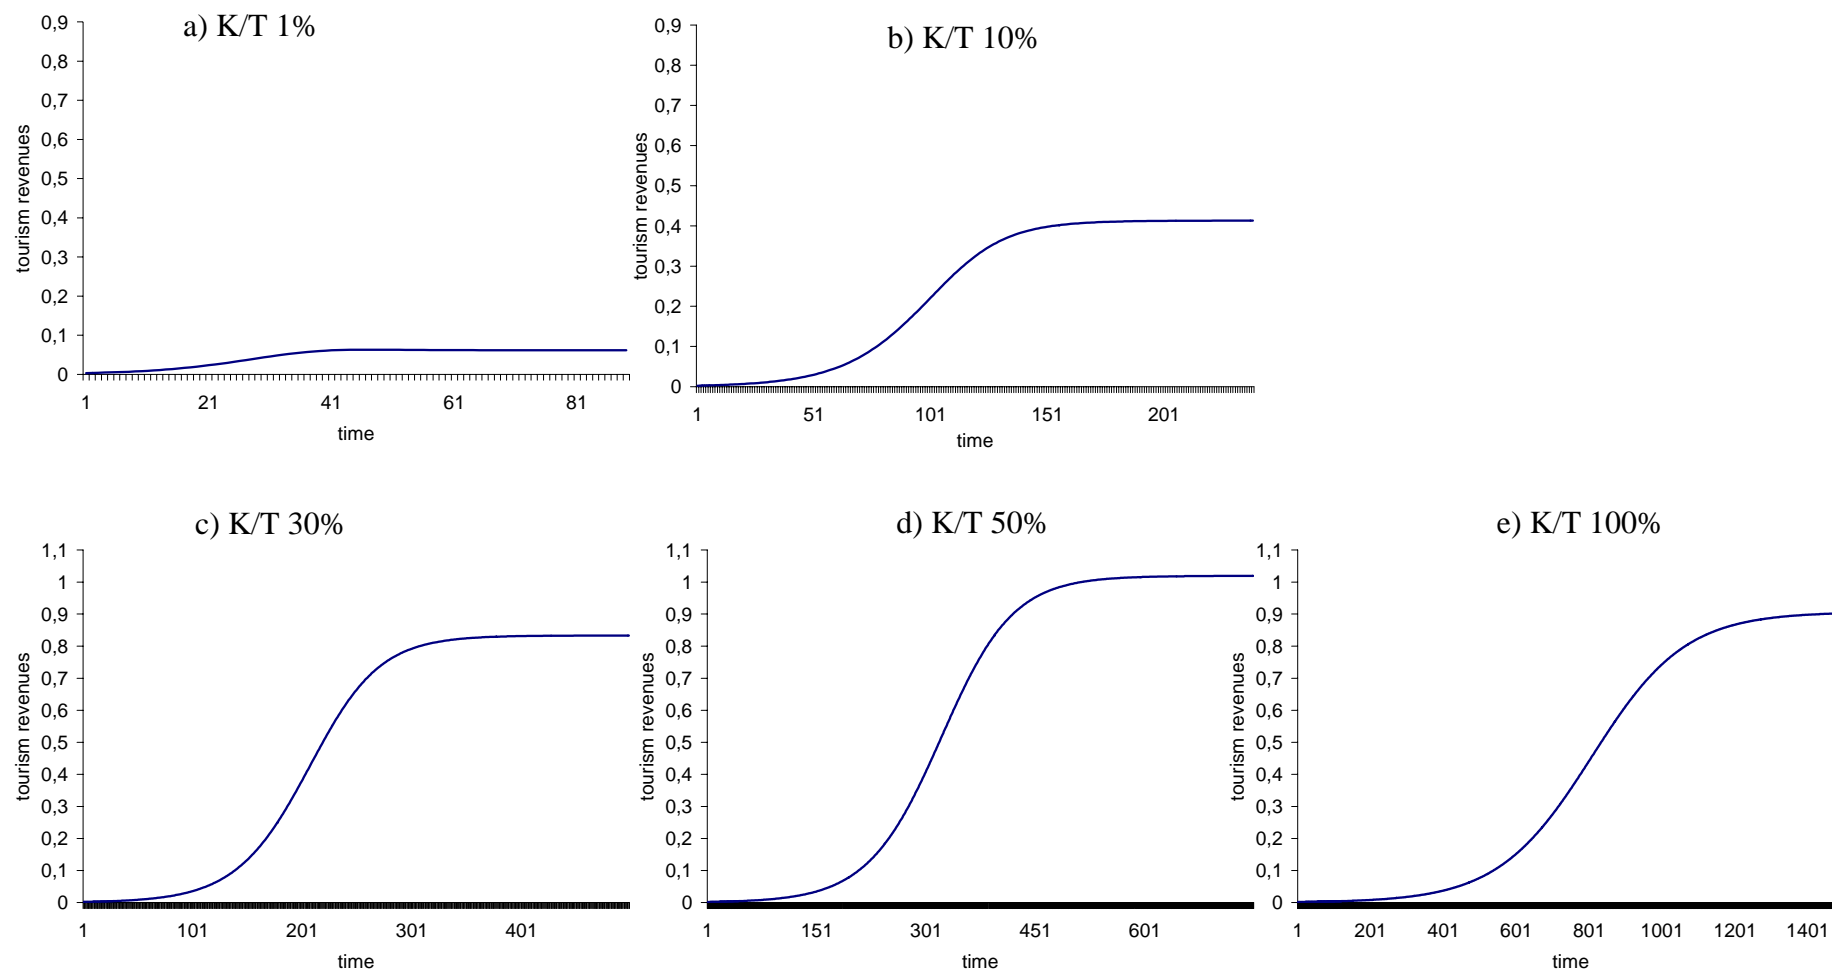 a) K/T 1%
0,9
0,8
0,7
0,6
0,5
0,4
0,3
0,2
0,1
0
tourism revenues
1 21 41 61 81
time
b) K/T 10%
0,9
0,8
0,7
0,6
0,5
0,4
0,3
0,2
0,1
0
tourism revenues
1 51 101 151 201
time
c) K/T 30%
1,1
1
0,9
0,8
0,7
0,6
0,5
0,4
0,3
0,2
0,1
0
tourism revenues
1 101 201 301 401
time
d) K/T 50%
1,1
1
0,9
0,8
0,7
0,6
0,5
0,4
0,3
0,2
0,1
0
tourism revenues
1 151 301 451 601
time
e) K/T 100%
1,1
1
0,9
0,8
0,7
0,6
0,5
0,4
0,3
0,2
0,1
0
tourism revenues
1 201 401 601 801 1001 1201 1401
time